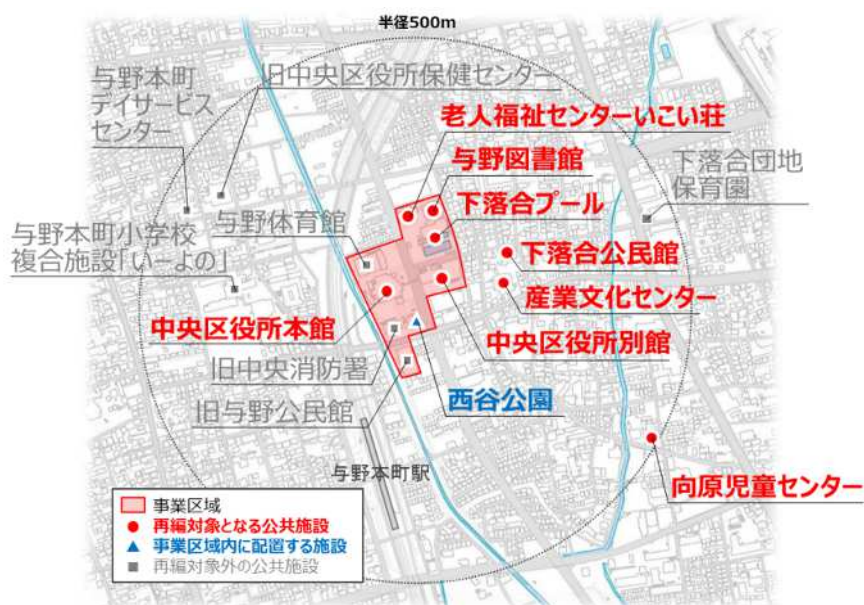 半径500m
与野本町
デイサービス
センター
旧中央区役所保健センター
老人福祉センターいこい荘
与野図書館
下落合プール
下落合団地
保育園
与野体育館
与野本町小学校
複合施設「いーよの」
下落合公民館
産業文化センター
中央区役所本館
中央区役所別館
旧中央消防署
西谷公園
旧与野公民館
与野本町駅
向原児童センター
事業区域
再編対象となる公共施設
事業区域内に配置する施設
再編対象外の公共施設